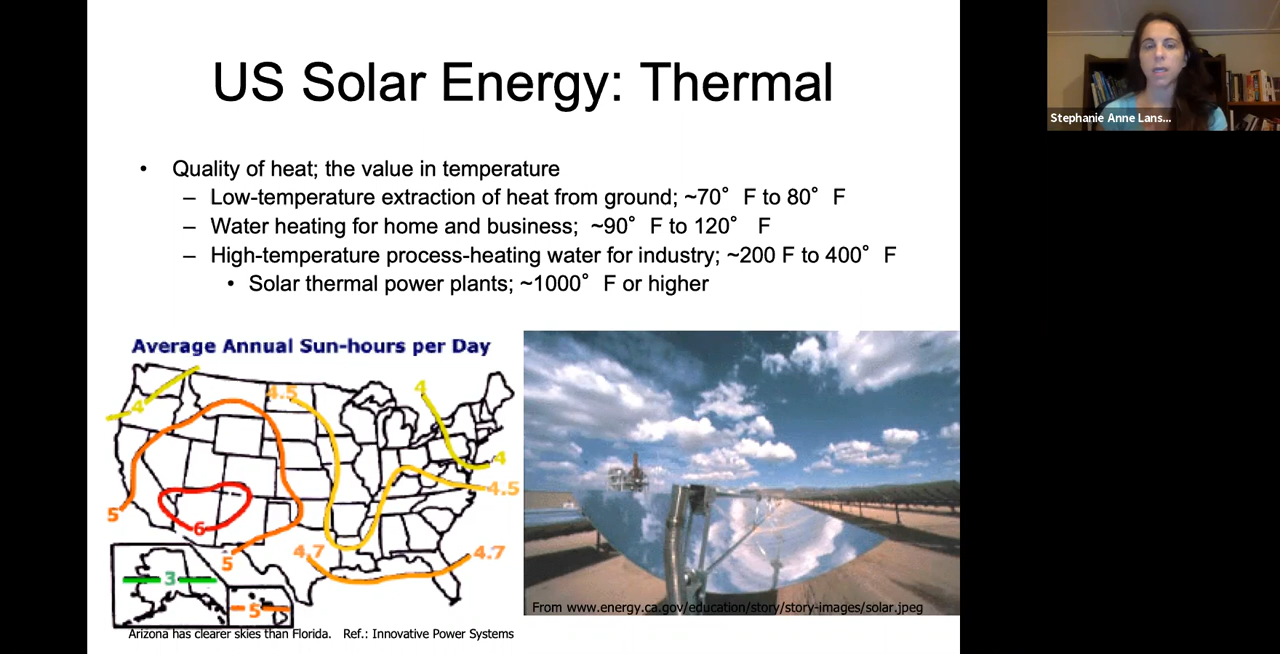 US Solar Energy: Thermal
Stephanie Anne Lans...
• Quality of heat; the value in temperature
– Low-temperature extraction of heat from ground; ~70° F to 80° F
– Water heating for home and business; ~90° F to 120° F
– High-temperature process-heating water for industry; ~200 F to 400° F
• Solar thermal power plants; ~1000° F or higher
Average Annual Sun-hours per Day
4
4.5
4
4
4.5
5
6
5
4.7
4.7
3
5
From www.energy.ca.gov/education/story/story-images/solar.jpeg
Arizona has clearer skies than Florida. Ref.: Innovative Power Systems